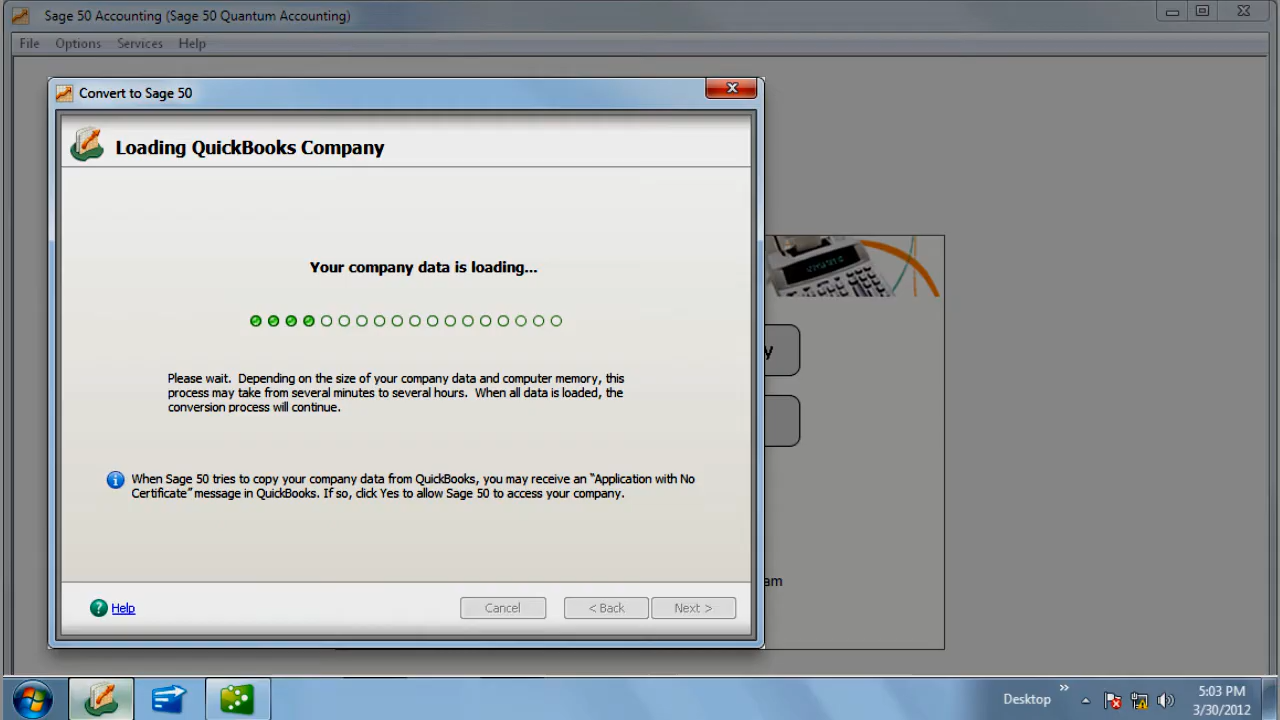 Sage 50 Accounting (Sage 50 Quantum Accounting)
File Options Services Help
Convert to Sage 50
Loading QuickBooks Company
Your company data is loading...
Please wait. Depending on the size of your company data and computer memory, this
process may take from several minutes to several hours. When all data is loaded, the
conversion process will continue.
When Sage 50 tries to copy your company data from QuickBooks, you may receive an “Application with No
Certificate” message in QuickBooks. If so, click Yes to allow Sage 50 to access your company.
y
am
Help
Cancel
< Back
Next >
Desktop
5:03 PM
3/30/2012